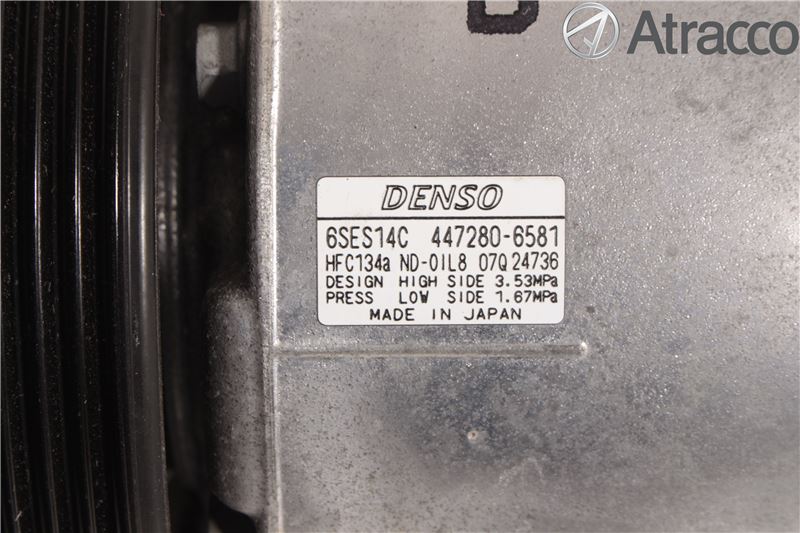 Atracco
DENSO
6SES14C 447280-6581
HFC134a ND-OIL8 07Q24736
DESIGN HIGH SIDE 3.53MPa
PRESS LOW SIDE 1.67MPa
MADE IN JAPAN